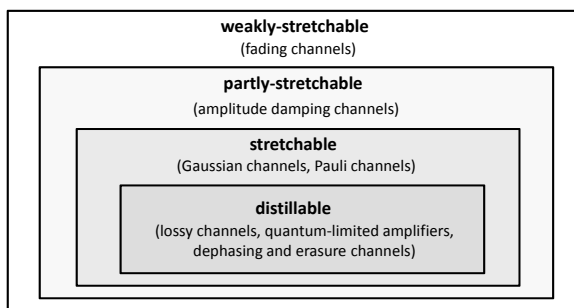 weakly-stretchable
(fading channels)
partly-stretchable
(amplitude damping channels)
stretchable
(Gaussian channels, Pauli channels)
distillable
(lossy channels, quantum-limited amplifiers,
dephasing and erasure channels)